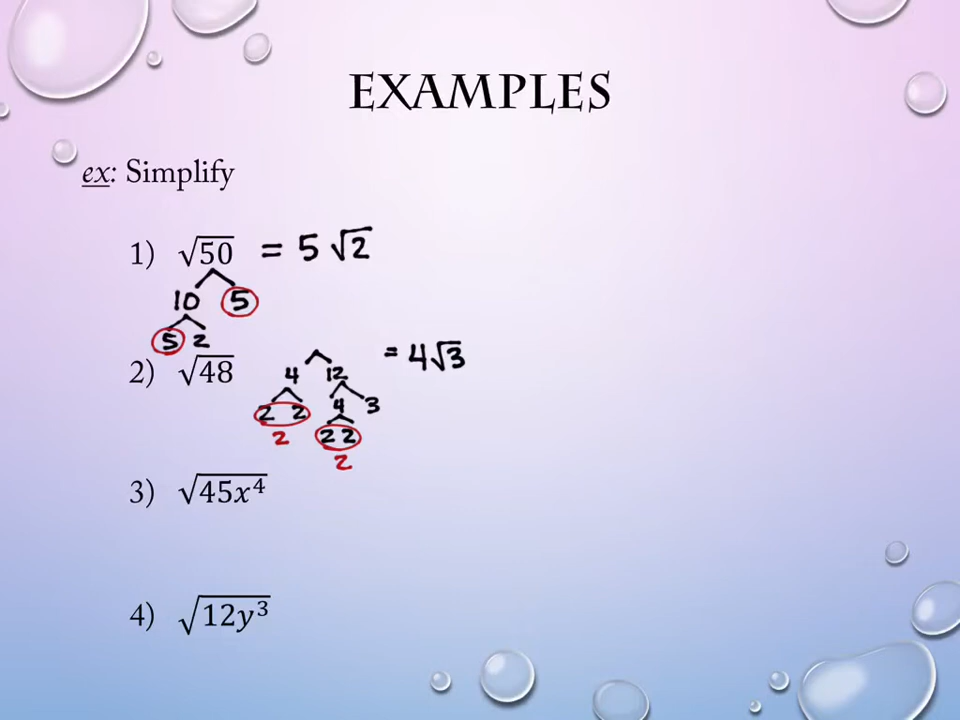 EXAMPLES
ex: Simplify
1) √50 = 5√2
10 5
5 2
2) √48 = 4√3
4 12
2 2 4 3
2 2 2
2
3) √45x⁴
4) √12y³